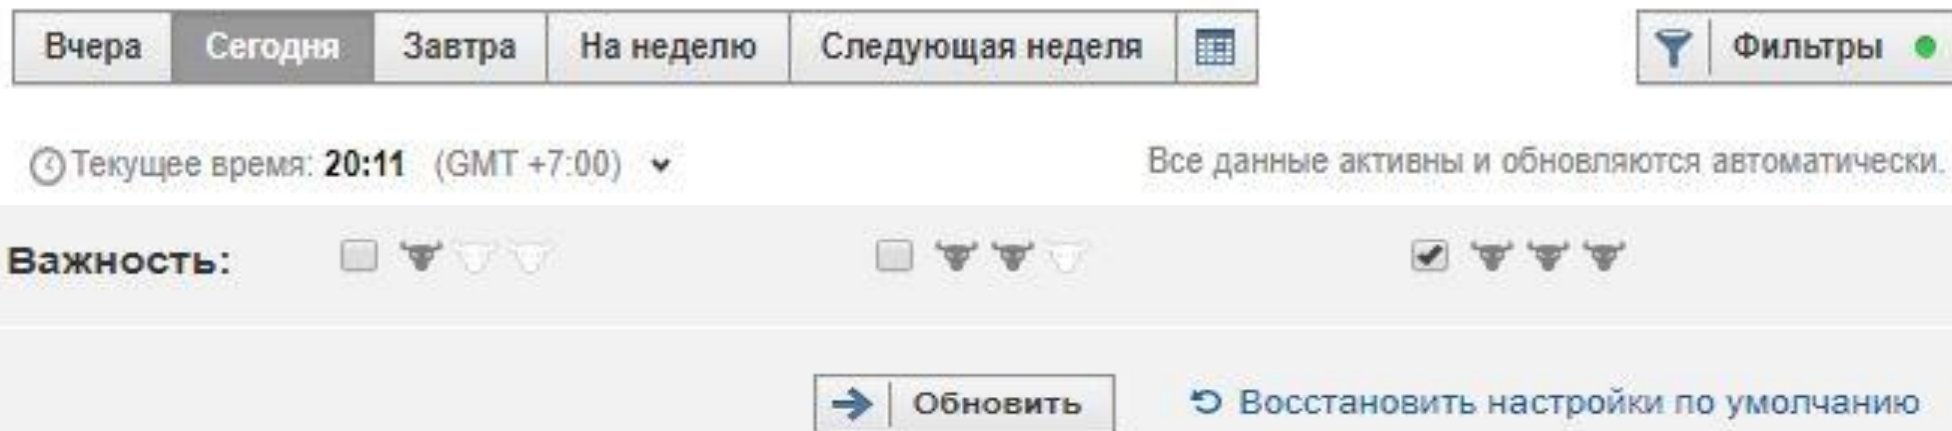 Вчера Сегодня Завтра На неделю Следующая неделя Фильтры
Текущее время: 20:11 (GMT +7:00) Все данные активны и обновляются автоматически.
Важность:
Обновить Восстановить настройки по умолчанию